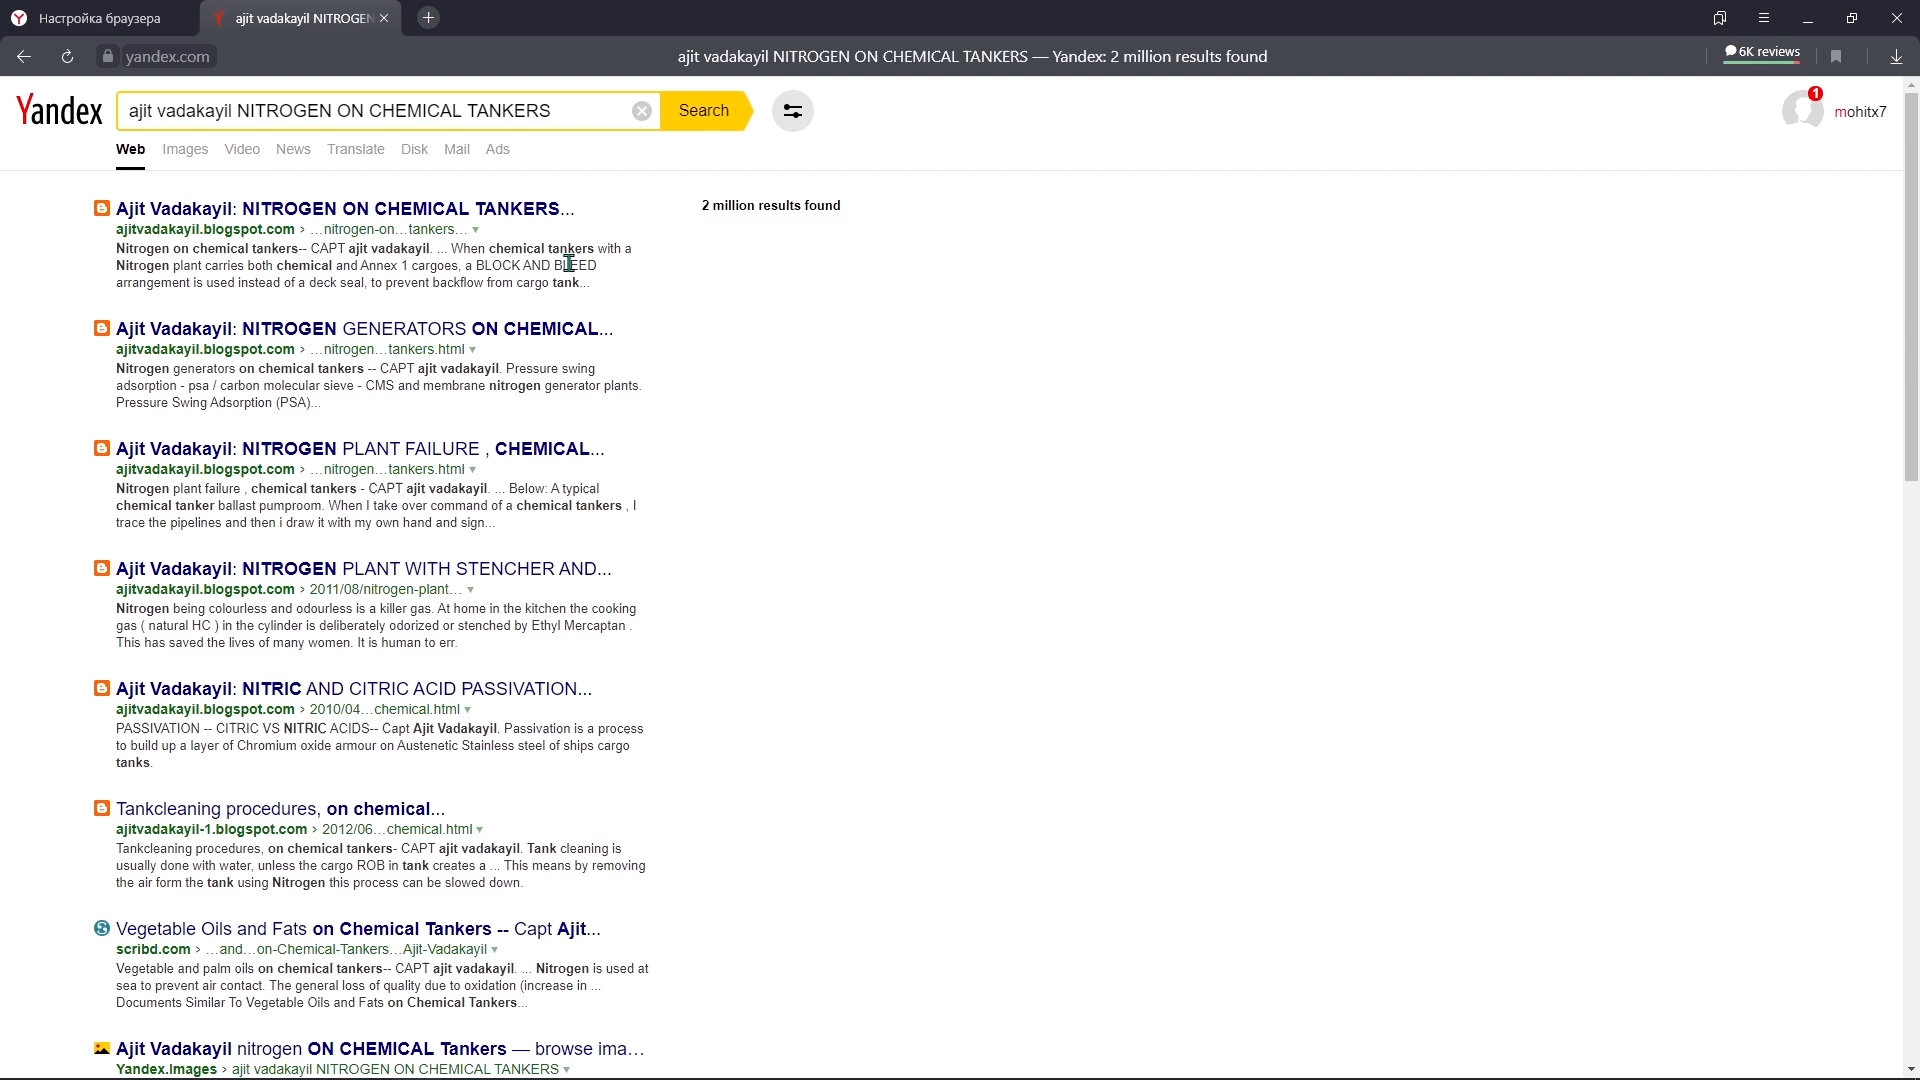 Настройка браузера
ajit vadakayil NITROGEN
yandex.com
ajit vadakayil NITROGEN ON CHEMICAL TANKERS — Yandex: 2 million results found
6K reviews
Yandex
ajit vadakayil NITROGEN ON CHEMICAL TANKERS
Search
1
mohitx7
Web Images Video News Translate Disk Mail Ads
Ajit Vadakayil: NITROGEN ON CHEMICAL TANKERS...
2 million results found
ajitvadakayil.blogspot.com › ...nitrogen-on...tankers...
Nitrogen on chemical tankers-- CAPT ajit vadakayil. ... When chemical tankers with a
Nitrogen plant carries both chemical and Annex 1 cargoes, a BLOCK AND BLEED
arrangement is used instead of a deck seal, to prevent backflow from cargo tank...
Ajit Vadakayil: NITROGEN GENERATORS ON CHEMICAL...
ajitvadakayil.blogspot.com › ...nitrogen...tankers.html
Nitrogen generators on chemical tankers -- CAPT ajit vadakayil. Pressure swing
adsorption - psa / carbon molecular sieve - CMS and membrane nitrogen generator plants.
Pressure Swing Adsorption (PSA)...
Ajit Vadakayil: NITROGEN PLANT FAILURE , CHEMICAL...
ajitvadakayil.blogspot.com › ...nitrogen...tankers.html
Nitrogen plant failure , chemical tankers - CAPT ajit vadakayil. ... Below: A typical
chemical tanker ballast pumproom. When I take over command of a chemical tankers , I
trace the pipelines and then i draw it with my own hand and sign...
Ajit Vadakayil: NITROGEN PLANT WITH STENCHER AND...
ajitvadakayil.blogspot.com › 2011/08/nitrogen-plant...
Nitrogen being colourless and odourless is a killer gas. At home in the kitchen the cooking
gas ( natural HC ) in the cylinder is deliberately odorized or stenched by Ethyl Mercaptan .
This has saved the lives of many women. It is human to err.
Ajit Vadakayil: NITRIC AND CITRIC ACID PASSIVATION...
ajitvadakayil.blogspot.com › 2010/04...chemical.html
PASSIVATION -- CITRIC VS NITRIC ACIDS-- Capt Ajit Vadakayil. Passivation is a process
to build up a layer of Chromium oxide armour on Austenetic Stainless steel of ships cargo
tanks.
Tankcleaning procedures, on chemical...
ajitvadakayil-1.blogspot.com › 2012/06...chemical.html
Tankcleaning procedures, on chemical tankers- CAPT ajit vadakayil. Tank cleaning is
usually done with water, unless the cargo ROB in tank creates a ... This means by removing
the air form the tank using Nitrogen this process can be slowed down.
Vegetable Oils and Fats on Chemical Tankers -- Capt Ajit...
scribd.com › ...and...on-Chemical-Tankers...Ajit-Vadakayil
Vegetable and palm oils on chemical tankers-- CAPT ajit vadakayil. ... Nitrogen is used at
sea to prevent air contact. The general loss of quality due to oxidation (increase in ...
Documents Similar To Vegetable Oils and Fats on Chemical Tankers...
Ajit Vadakayil nitrogen ON CHEMICAL Tankers — browse ima...
Yandex.Images › ajit vadakayil NITROGEN ON CHEMICAL TANKERS